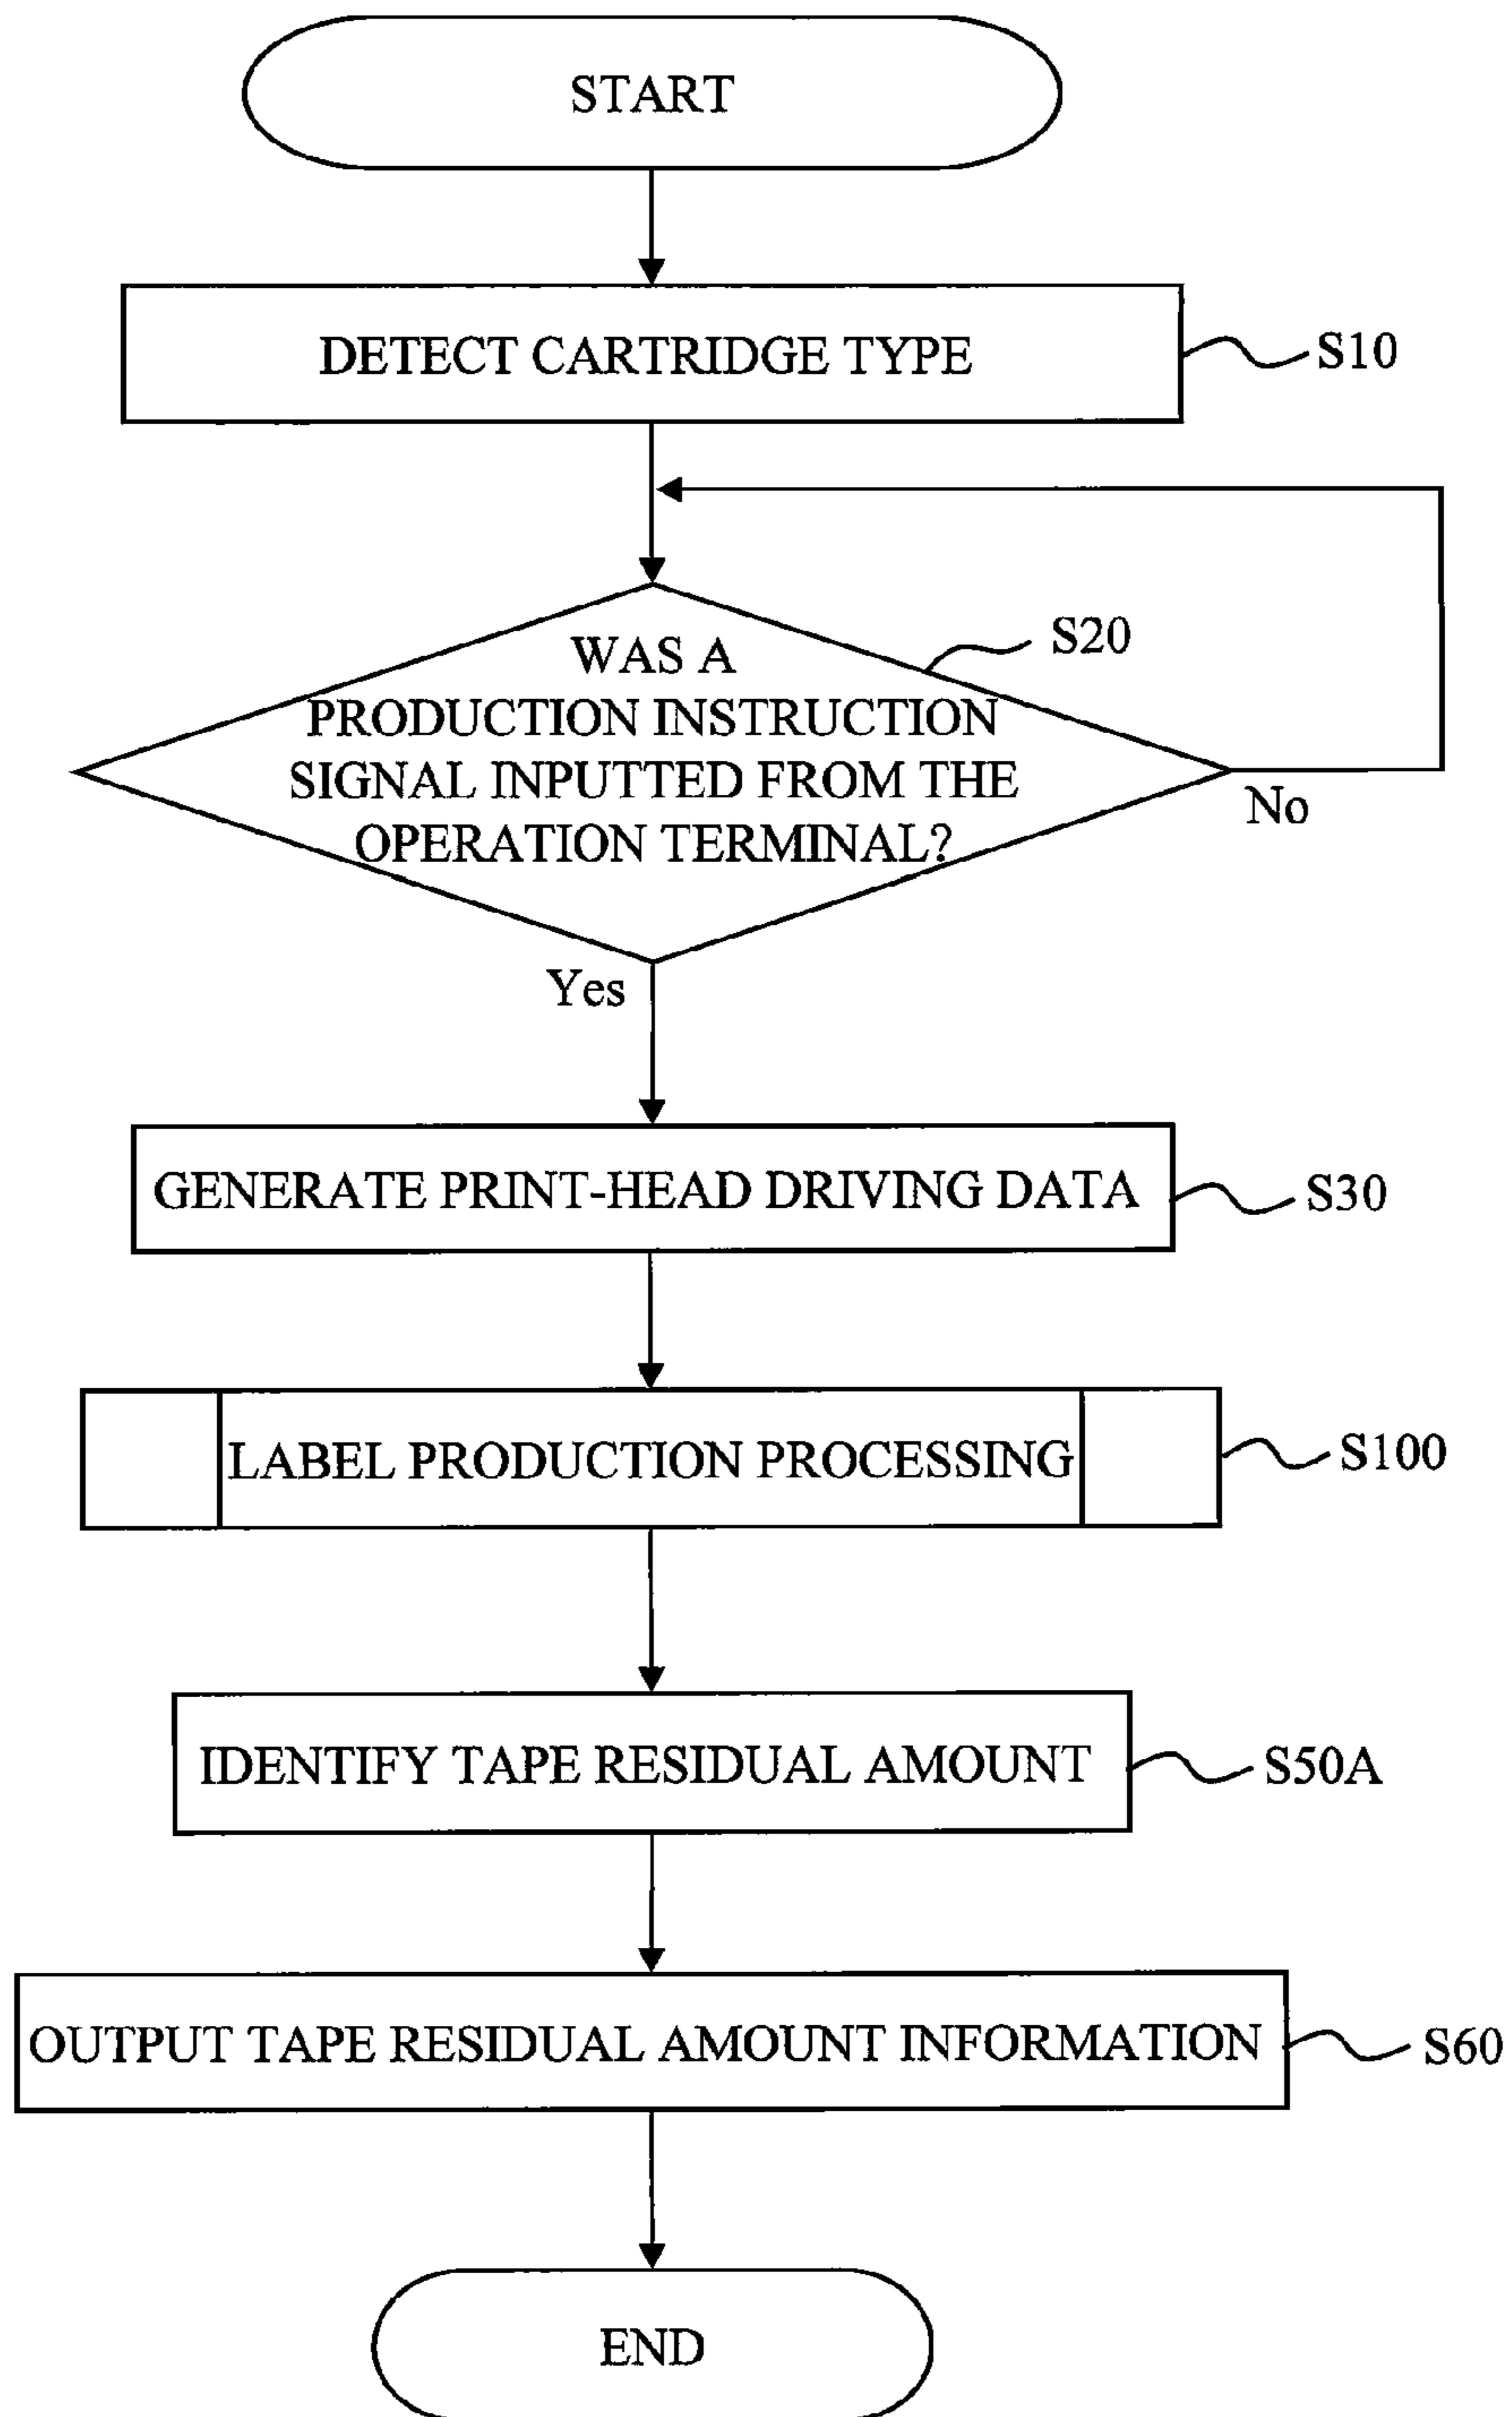 START
DETECT CARTRIDGE TYPE
S10
WAS A
PRODUCTION INSTRUCTION
SIGNAL INPUTTED FROM THE
OPERATION TERMINAL?
S20
No
Yes
GENERATE PRINT-HEAD DRIVING DATA
S30
LABEL PRODUCTION PROCESSING
S100
IDENTIFY TAPE RESIDUAL AMOUNT
S50A
OUTPUT TAPE RESIDUAL AMOUNT INFORMATION
S60
END